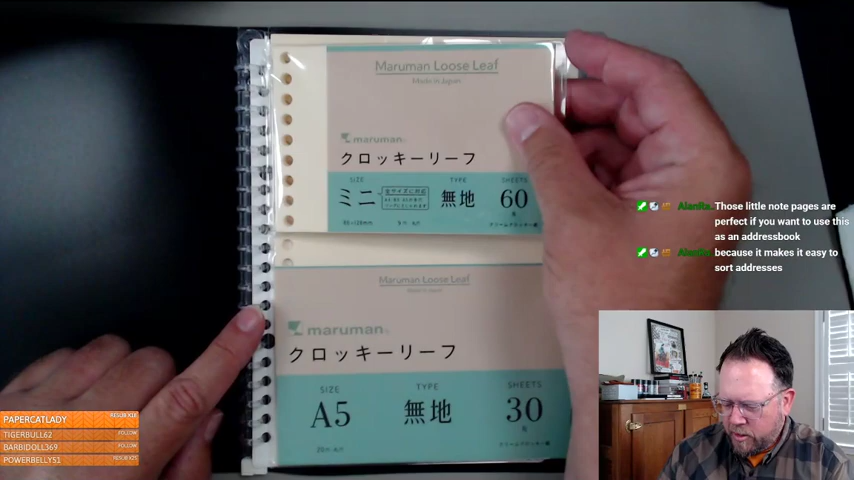 Maruman Loose Leaf
Made in Japan
maruman
クロッキーリーフ
SIZE
TYPE
SHEETS
ミニ
無地
60
Maruman Loose Leaf
maruman
クロッキーリーフ
SIZE
TYPE
SHEETS
A5
無地
30
AlanRa Those little note pages are
perfect if you want to use this
as an addressbook
AlanRa because it makes it easy to
sort addresses
PAPERCATLADY
TIGERBULL62 FOLLOW
BARBIDOLL369 FOLLOW
POWERBELLY51